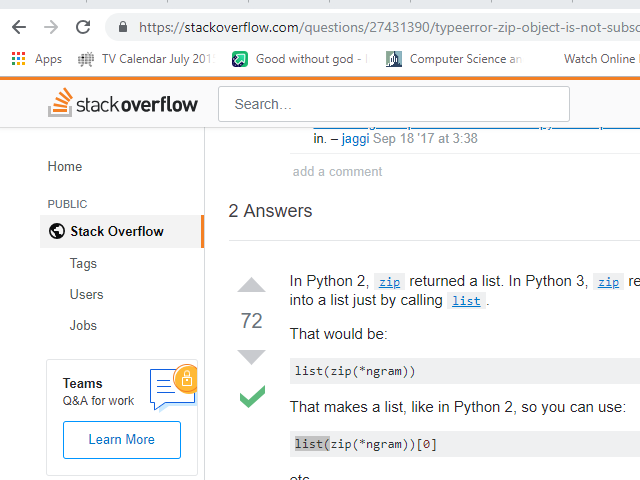 https://stackoverflow.com/questions/27431390/typeerror-zip-object-is-not-subsc
Apps TV Calendar July 201 Good without god - Computer Science an Watch Online
stackoverflow Search...
in. – jaggi Sep 18 '17 at 3:38
add a comment
Home
PUBLIC
Stack Overflow
Tags
Users
Jobs
Teams
Q&A for work
Learn More
2 Answers
72
In Python 2, zip returned a list. In Python 3, zip re
into a list just by calling list .
That would be:
list(zip(*ngram))
That makes a list, like in Python 2, so you can use:
list(zip(*ngram))[0]
etc